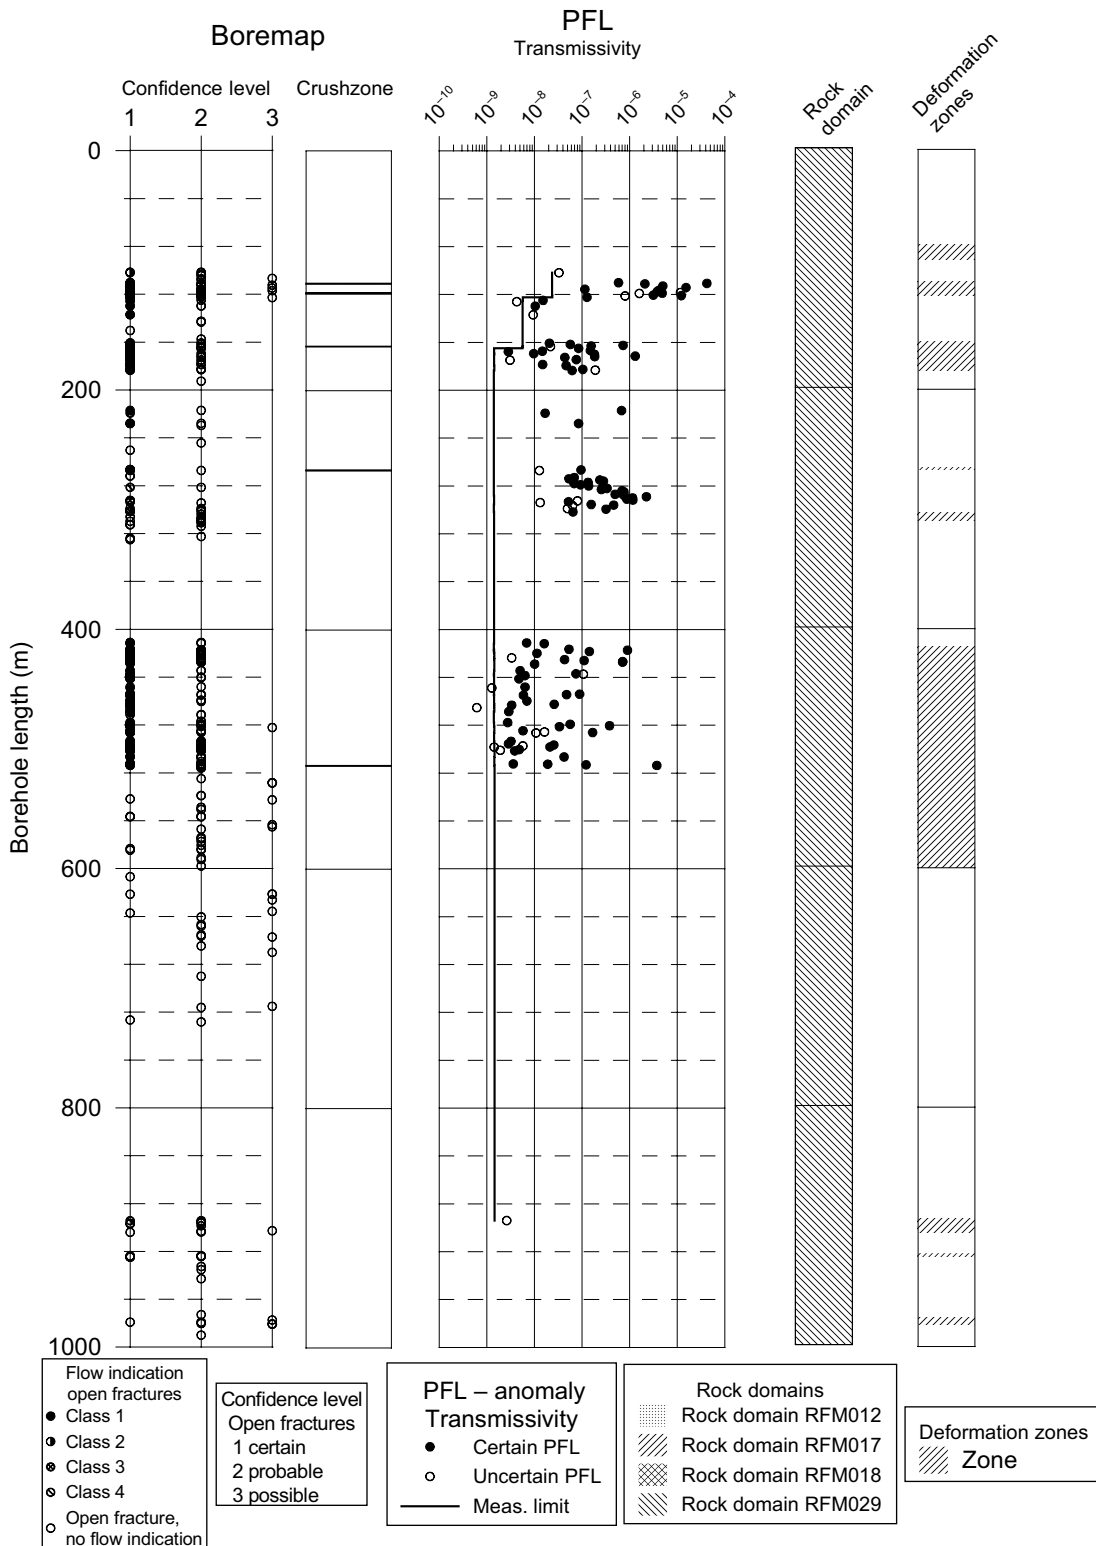 Boremap
PFL
Transmissivity
Confidence level
Crushzone
1 2 3
10−10 10−9 10−8 10−7 10−6 10−5 10−4
Rock
domain
Deformation
zones
Borehole length (m)
0
200
400
600
800
1000
Flow indication
open fractures
Class 1
Class 2
Class 3
Class 4
Open fracture,
no flow indication
Confidence level
Open fractures
1 certain
2 probable
3 possible
PFL – anomaly
Transmissivity
Certain PFL
Uncertain PFL
Meas. limit
Rock domains
Rock domain RFM012
Rock domain RFM017
Rock domain RFM018
Rock domain RFM029
Deformation zones
Zone